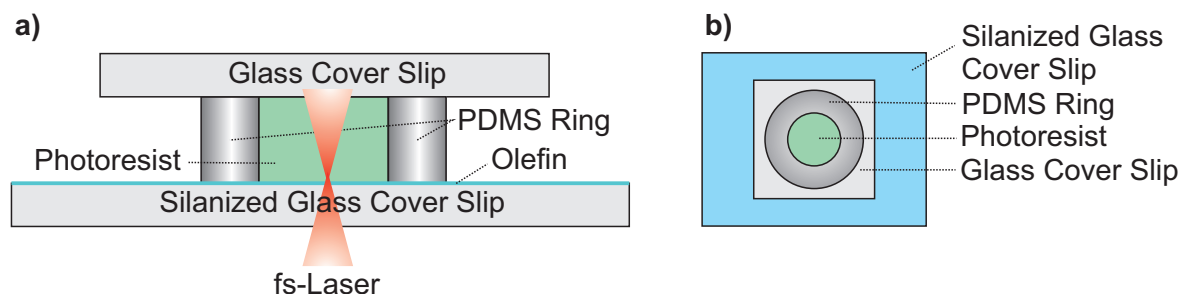 a)
Glass Cover Slip
PDMS Ring
Photoresist
Olefin
Silanized Glass Cover Slip
fs-Laser
b)
Silanized Glass
Cover Slip
PDMS Ring
Photoresist
Glass Cover Slip